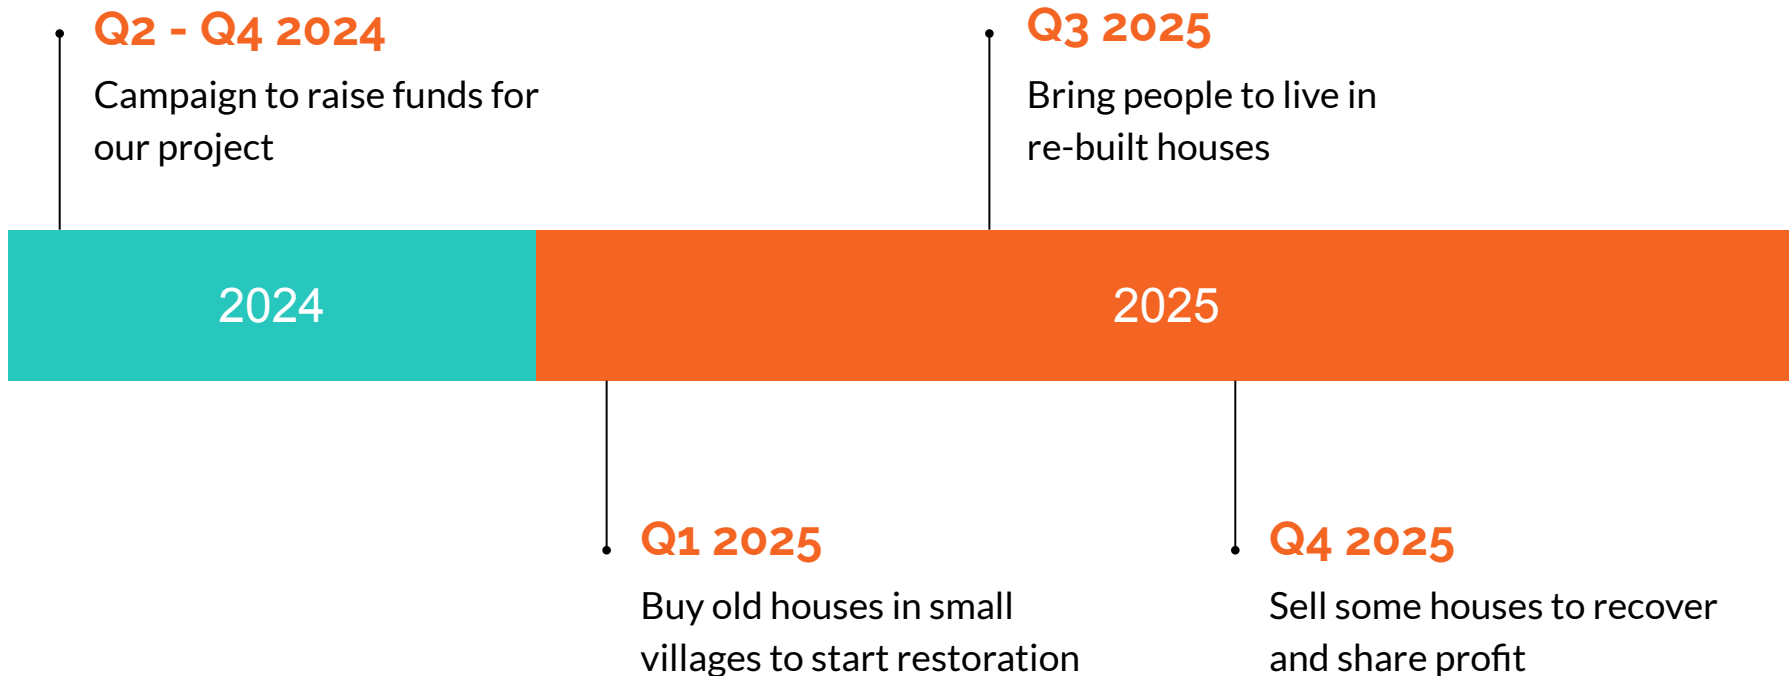 Q2 - Q4 2024
Campaign to raise funds for
our project
Q3 2025
Bring people to live in
re-built houses
2024
2025
Q1 2025
Buy old houses in small
villages to start restoration
Q4 2025
Sell some houses to recover
and share profit